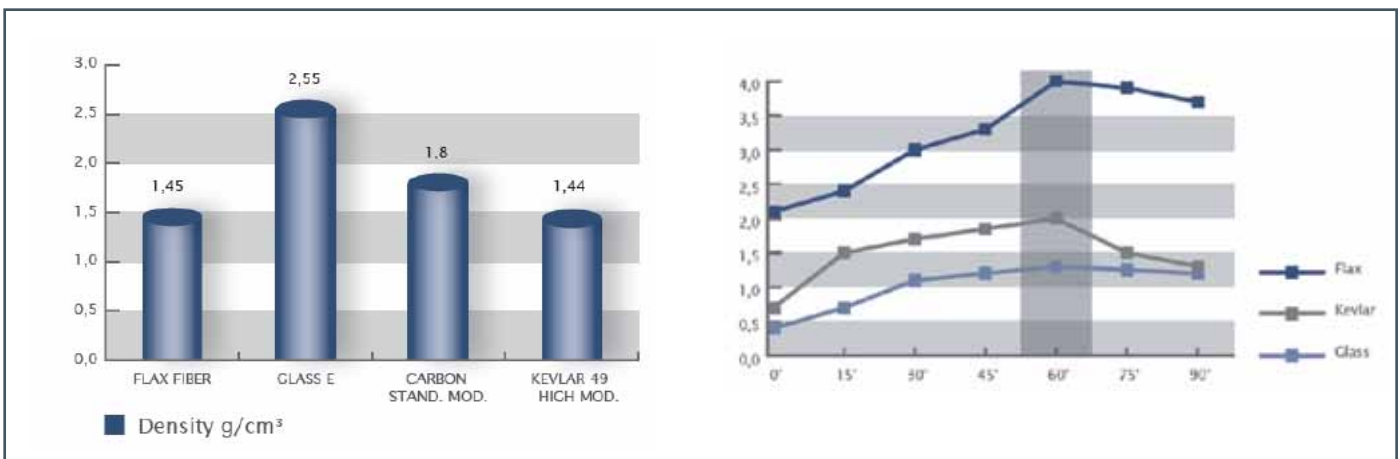 3,0
2,5
2,0
1,5
1,0
0,5
0,0
1,45
2,55
1,8
1,44
FLAX FIBER
GLASS E
CARBON
STAND. MOD.
KEVLAR 49
HIGH MOD.
Density g/cm³
4,0
3,5
3,0
2,5
2,0
1,5
1,0
0,5
0,0
0°
15°
30°
45°
60°
75°
90°
Flax
Kevlar
Glass